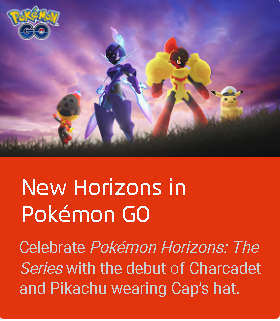 POKÉMON
GO
New Horizons in
Pokémon GO
Celebrate Pokémon Horizons: The
Series with the debut of Charcadet
and Pikachu wearing Cap's hat.